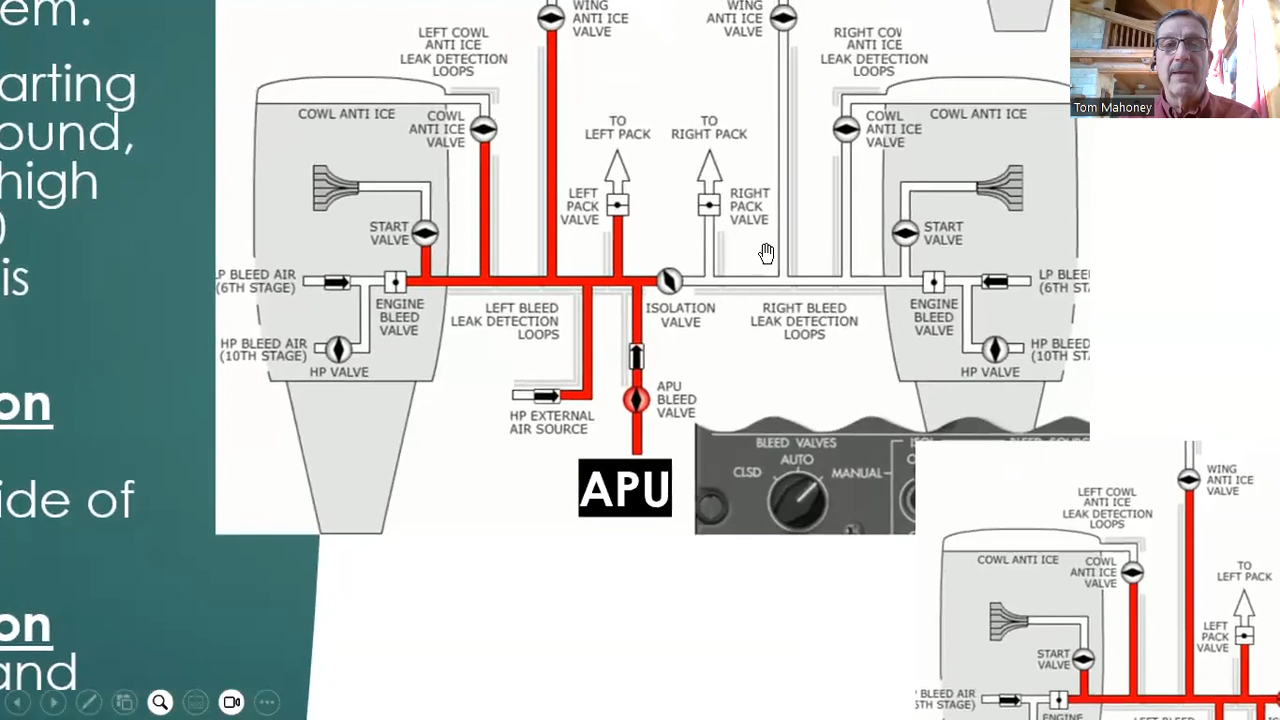 em.
arting
ound,
high
)
is
on
ide of
on
and
WING
ANTI ICE
VALVE
WING
ANTI ICE
VALVE
LEFT COWL
ANTI ICE
LEAK DETECTION
LOOPS
RIGHT COW
ANTI ICE
LEAK DETECTION
LOOPS
Tom Mahoney
COWL ANTI ICE
COWL
ANTI ICE
VALVE
TO
LEFT PACK
TO
RIGHT PACK
COWL
ANTI ICE
VALVE
COWL ANTI ICE
LEFT
PACK
VALVE
RIGHT
PACK
VALVE
START
VALVE
START
VALVE
LP BLEED AIR
(6TH STAGE)
ENGINE
BLEED
VALVE
LEFT BLEED
LEAK DETECTION
LOOPS
ISOLATION
VALVE
RIGHT BLEED
LEAK DETECTION
LOOPS
ENGINE
BLEED
VALVE
LP BLEE
(6TH ST
HP BLEED AIR
(10TH STAGE)
HP VALVE
HP BLEED
(10TH ST
HP VALVE
HP EXTERNAL
AIR SOURCE
APU
BLEED
VALVE
APU
BLEED VALVES
CLSD
AUTO
MANUAL
WING
ANTI ICE
VALVE
LEFT COWL
ANTI ICE
LEAK DETECTION
LOOPS
COWL ANTI ICE
COWL
ANTI ICE
VALVE
TO
LEFT PACK
LEFT
PACK
VALVE
START
VALVE
P BLEED AIR
6TH STAGE)
ENGINE
LEFT BLEED